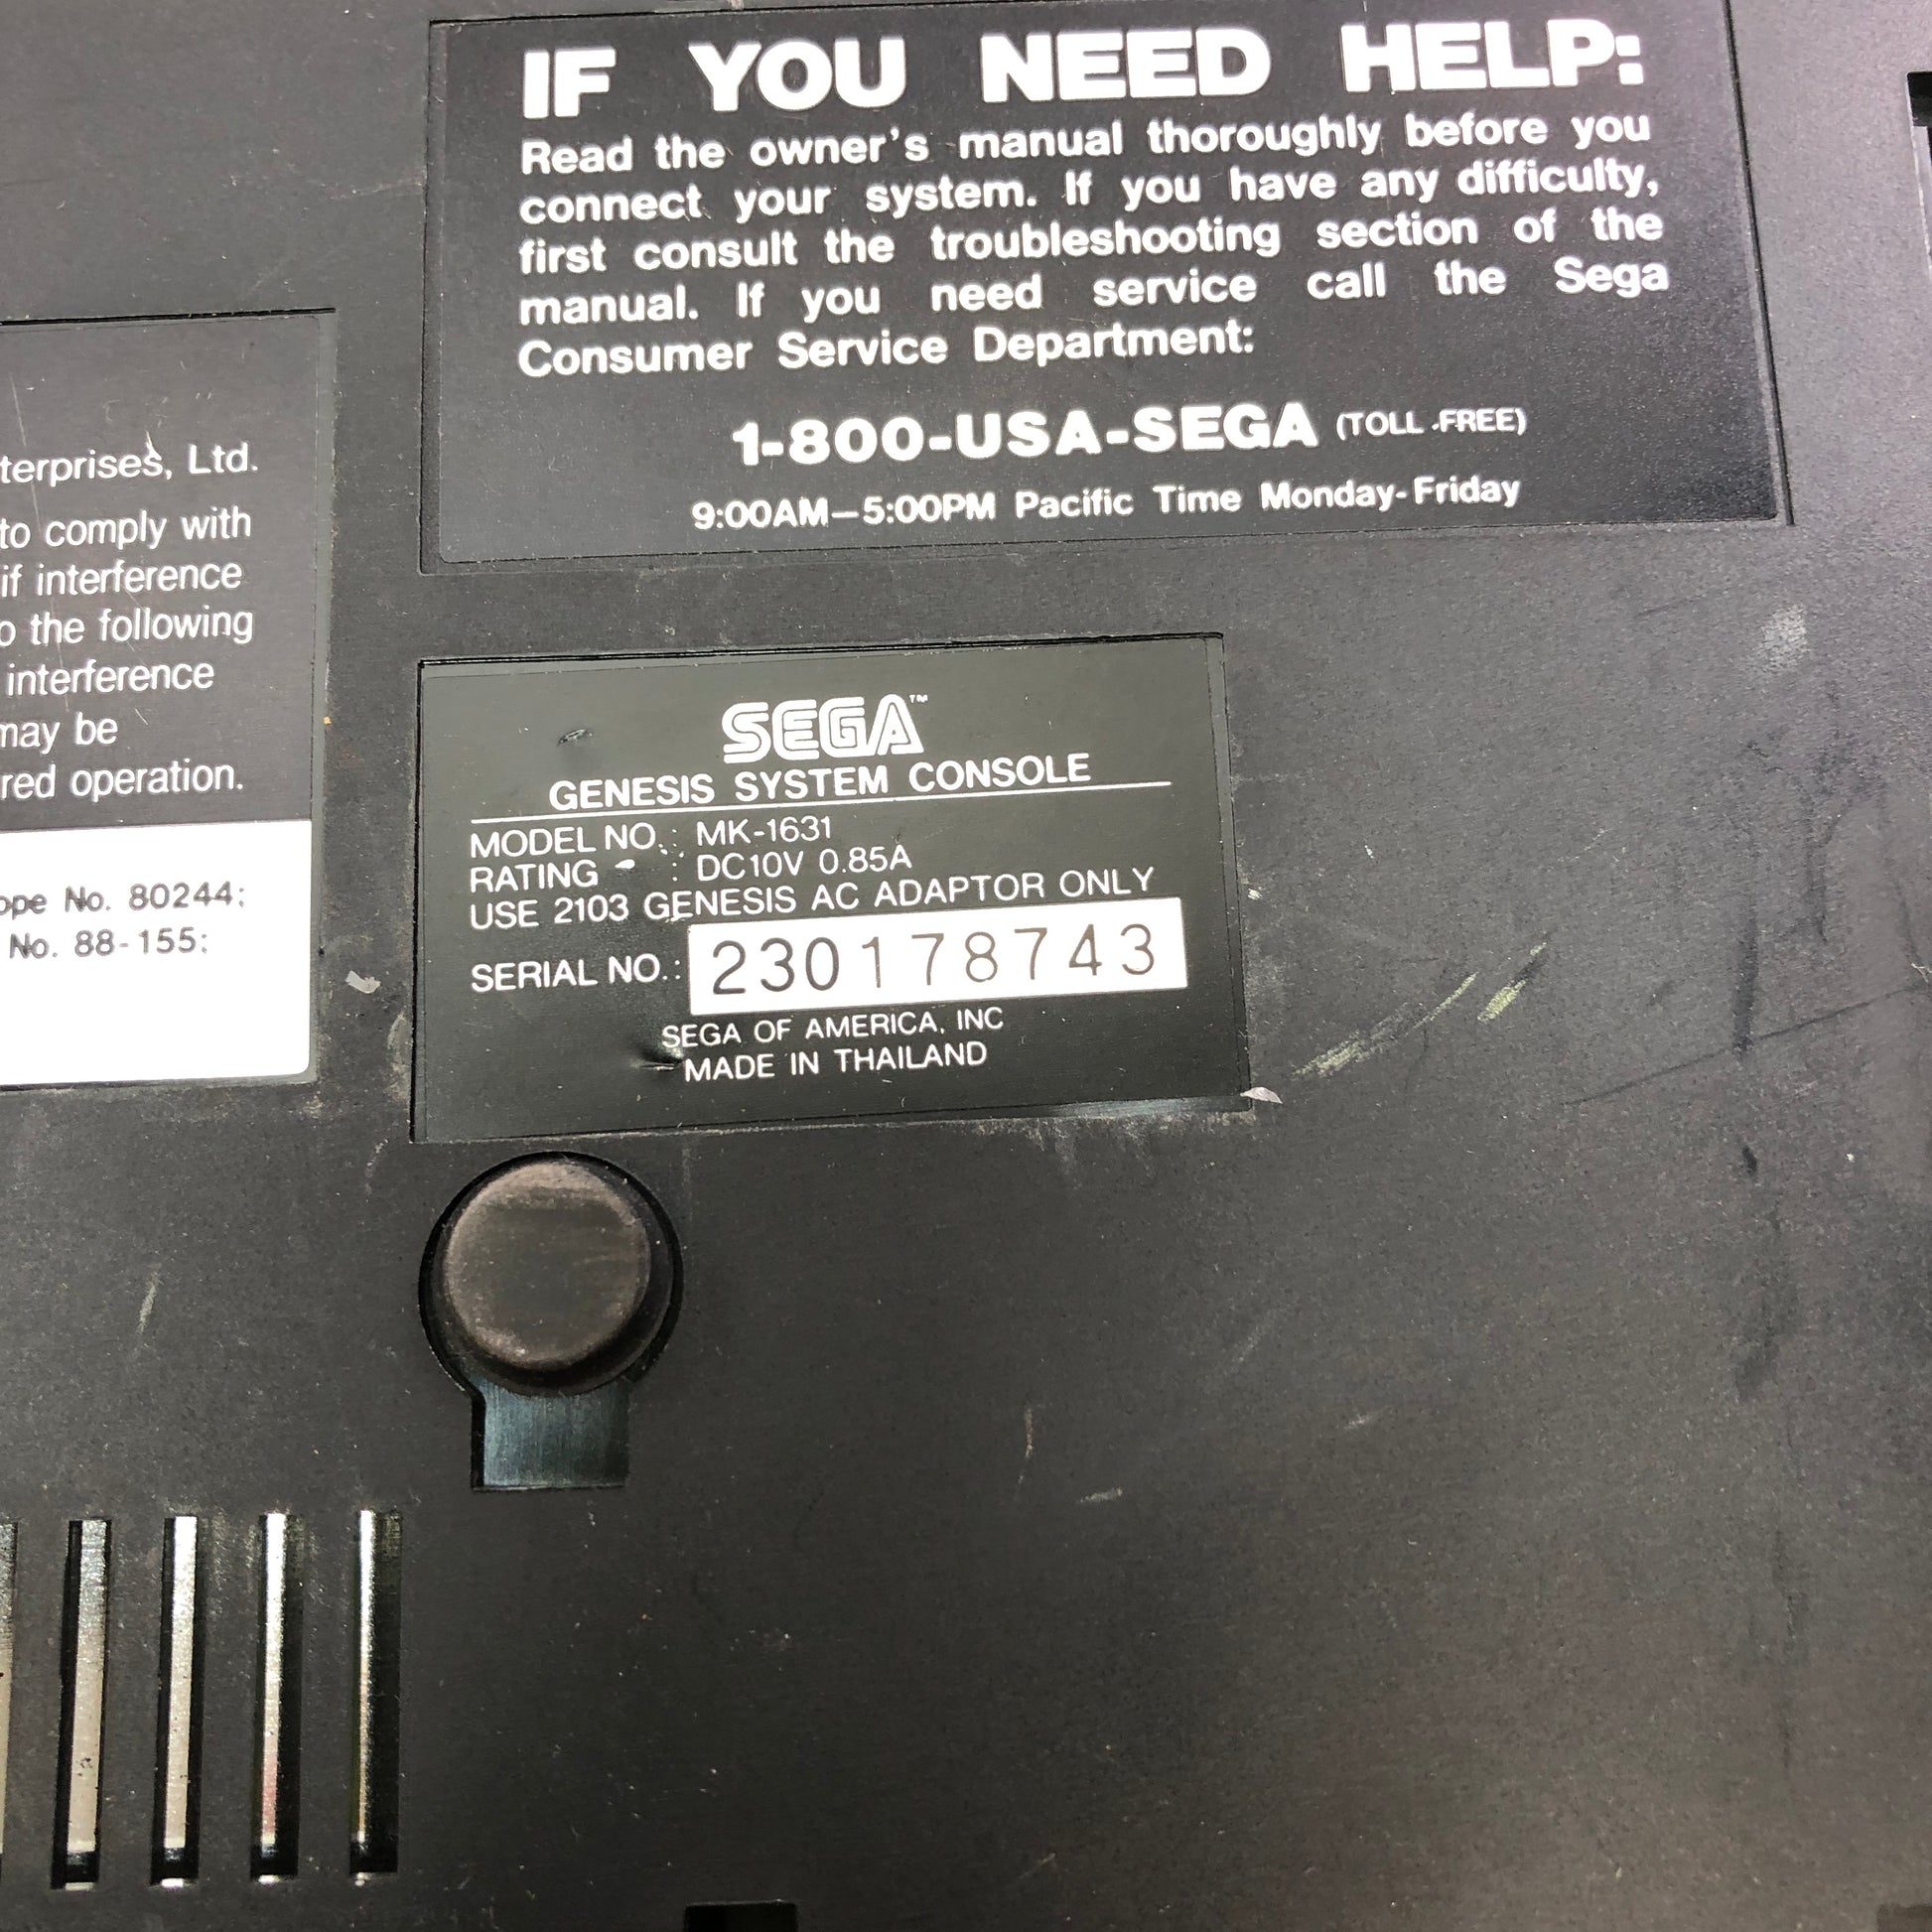 IF YOU NEED HELP:
Read the owner's manual thoroughly before you
connect your system. If you have any difficulty,
first consult the troubleshooting section of the
manual. If you need service call the Sega
Consumer Service Department:
1-800-USA-SEGA (TOLL-FREE)
9:00AM—5:00PM Pacific Time Monday-Friday
Ltd.
to comply with
if interference
the following
interference
may be
operation.
No. 80244;
No. 88-155;
SEGA™
GENESIS SYSTEM CONSOLE
MODEL NO.: MK-1631
RATING : DC10V 0.85A
USE 2103 GENESIS AC ADAPTOR ONLY
SERIAL NO.: 230178743
SEGA OF AMERICA, INC
MADE IN THAILAND